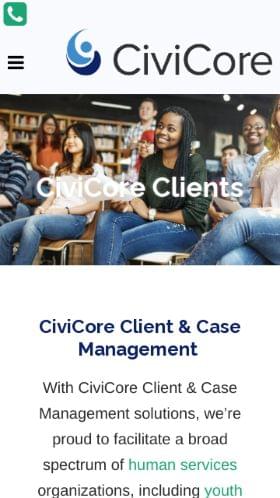 CiviCore
CiviCore Clients
CiviCore Client & Case
Management
With CiviCore Client & Case
Management solutions, we’re
proud to facilitate a broad
spectrum of human services
organizations, including youth